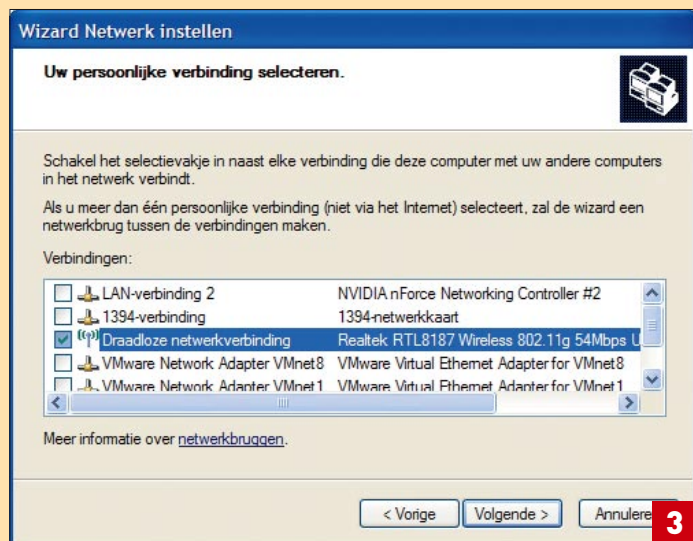 Wizard Netwerk instellen
Uw persoonlijke verbinding selecteren.
Schakel het selectievakje in naast elke verbinding die deze computer met uw andere computers
in het netwerk verbindt.
Als u meer dan één persoonlijke verbinding (niet via het Internet) selecteert, zal de wizard een
netwerkbrug tussen de verbindingen maken.
Verbindingen:
LAN-verbinding 2 NVIDIA nForce Networking Controller #2
1394-verbinding 1394-netwerkkaart
Draadloze netwerkverbinding Realtek RTL8187 Wireless 802.11g 54Mbps U
VMware Network Adapter VMnet8 VMware Virtual Ethernet Adapter for VMnet8
VMware Network Adapter VMnet1 VMware Virtual Ethernet Adapter for VMnet1
Meer informatie over netwerkbruggen.
< Vorige Volgende > Annulere
3